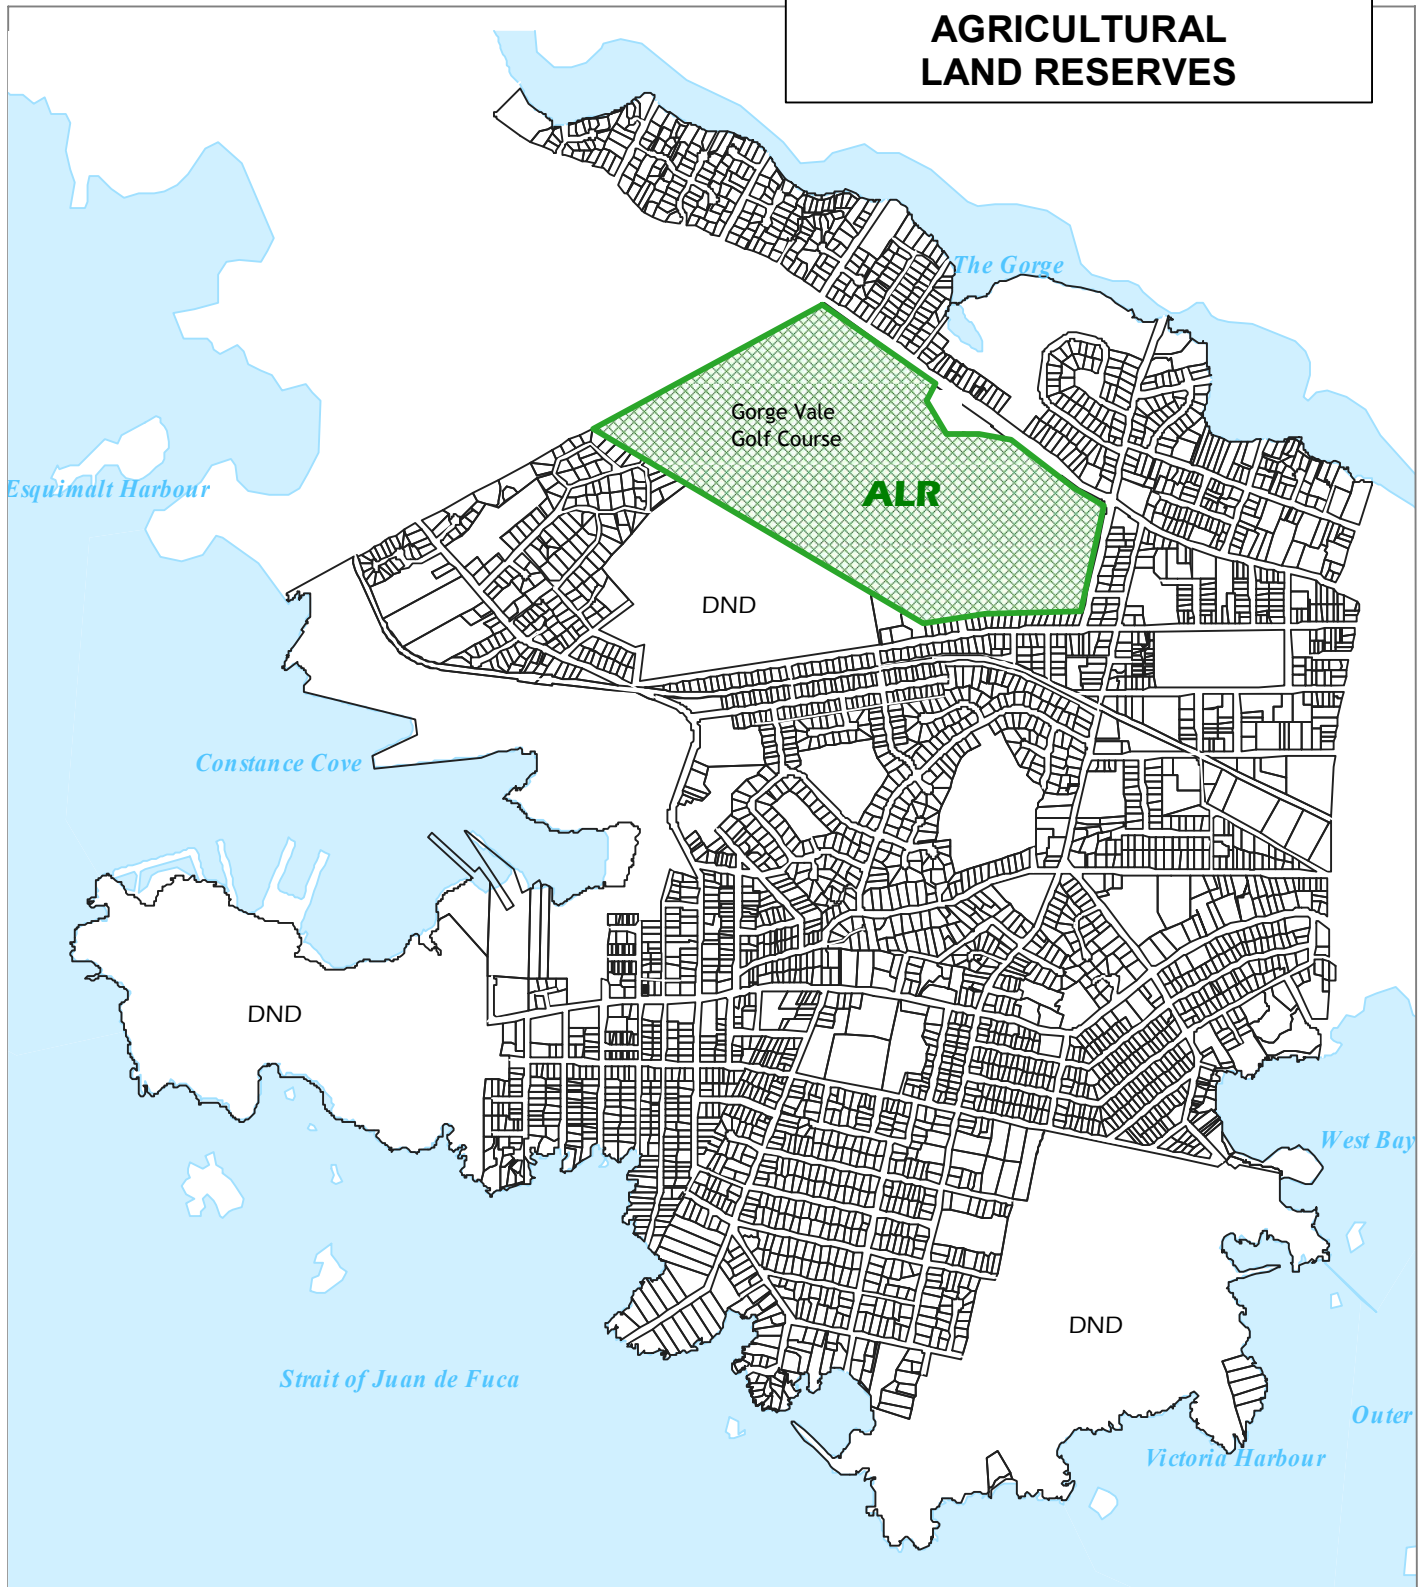 AGRICULTURAL
LAND RESERVES
The Gorge
Gorge Vale
Golf Course
Esquimalt Harbour
ALR
DND
Constance Cove
DND
West Bay
DND
Strait of Juan de Fuca
Outer
Victoria Harbour